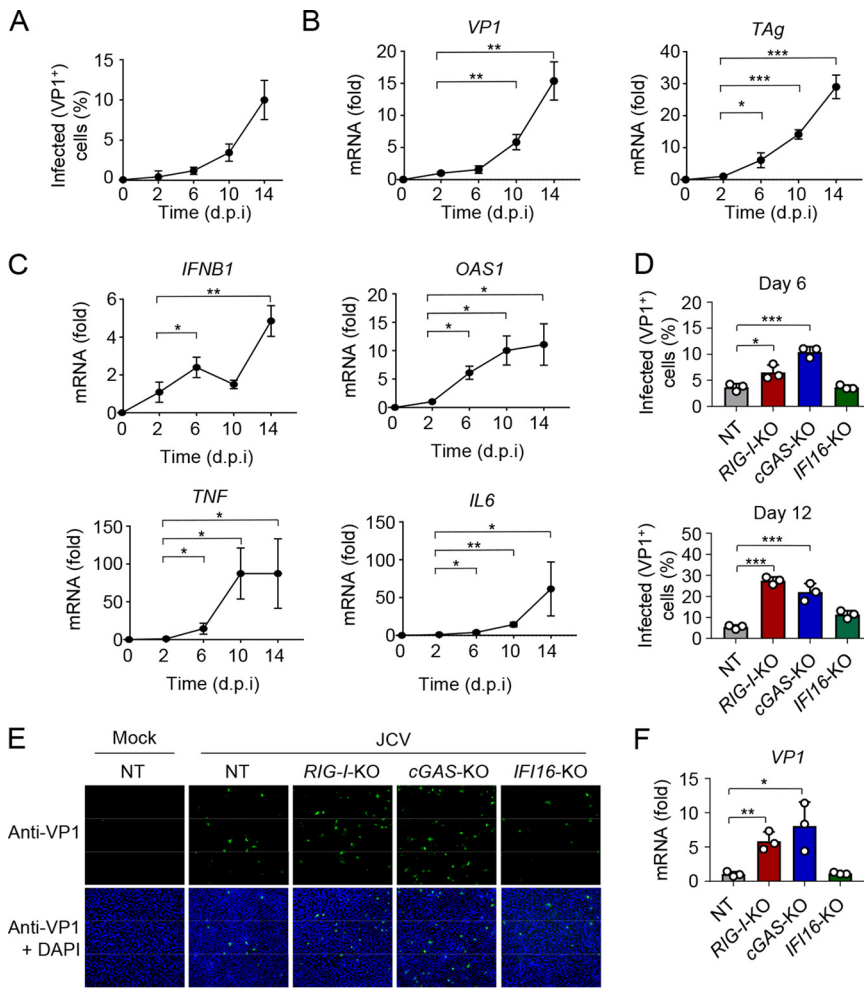 A
Infected (VP1+)
cells (%)
15
10
5
0
0 2 6 10 14
Time (d.p.i)
B
VP1
mRNA (fold)
20
15
10
5
0
** **
0 2 6 10 14
Time (d.p.i)
TAg
mRNA (fold)
40
30
20
10
0
***
***
*
0 2 6 10 14
Time (d.p.i)
C
IFNB1
mRNA (fold)
6
4
2
0
**
*
0 2 6 10 14
Time (d.p.i)
OAS1
mRNA (fold)
20
15
10
5
0
*
*
*
0 2 6 10 14
Time (d.p.i)
TNF
mRNA (fold)
150
100
50
0
*
*
*
0 2 6 10 14
Time (d.p.i)
IL6
mRNA (fold)
150
100
50
0
*
**
*
0 2 6 10 14
Time (d.p.i)
D
Day 6
Infected (VP1+)
cells (%)
20
15
10
5
0
***
*
NT
RIG-I-KO
cGAS-KO
IFI16-KO
Day 12
Infected (VP1+)
cells (%)
50
40
30
20
10
0
***
***
NT
RIG-I-KO
cGAS-KO
IFI16-KO
E
Mock JCV
NT NT RIG-I-KO cGAS-KO IFI16-KO
Anti-VP1
Anti-VP1
+ DAPI
F
VP1
mRNA (fold)
15
10
5
0
*
**
NT
RIG-I-KO
cGAS-KO
IFI16-KO